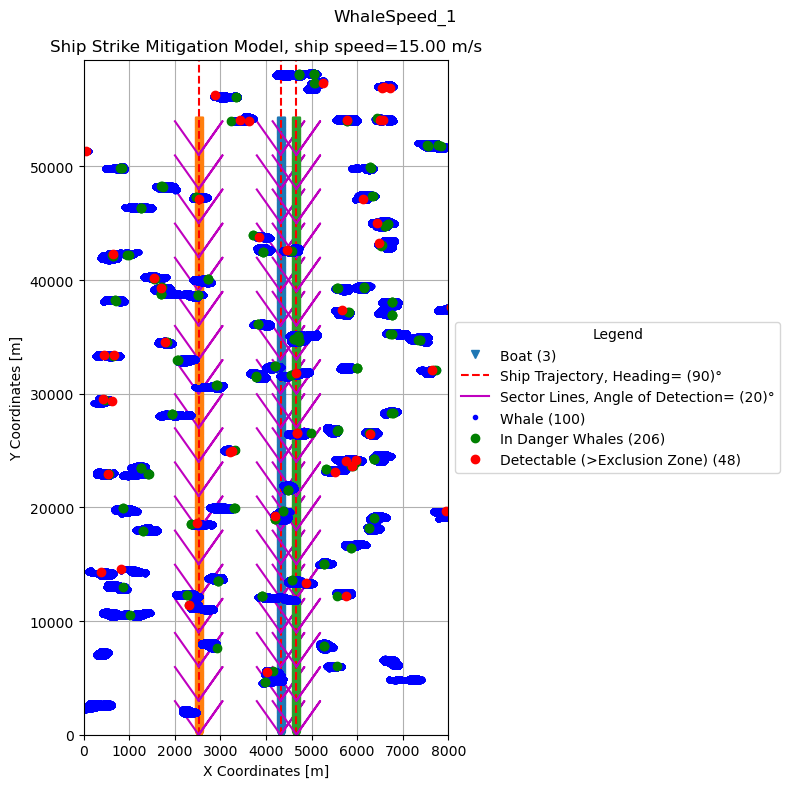 WhaleSpeed_1
Ship Strike Mitigation Model, ship speed=15.00 m/s
50000
40000
30000
20000
10000
0
Y Coordinates [m]
0 1000 2000 3000 4000 5000 6000 7000 8000
X Coordinates [m]
Legend
Boat (3)
Ship Trajectory, Heading= (90)°
Sector Lines, Angle of Detection= (20)°
Whale (100)
In Danger Whales (206)
Detectable (>Exclusion Zone) (48)